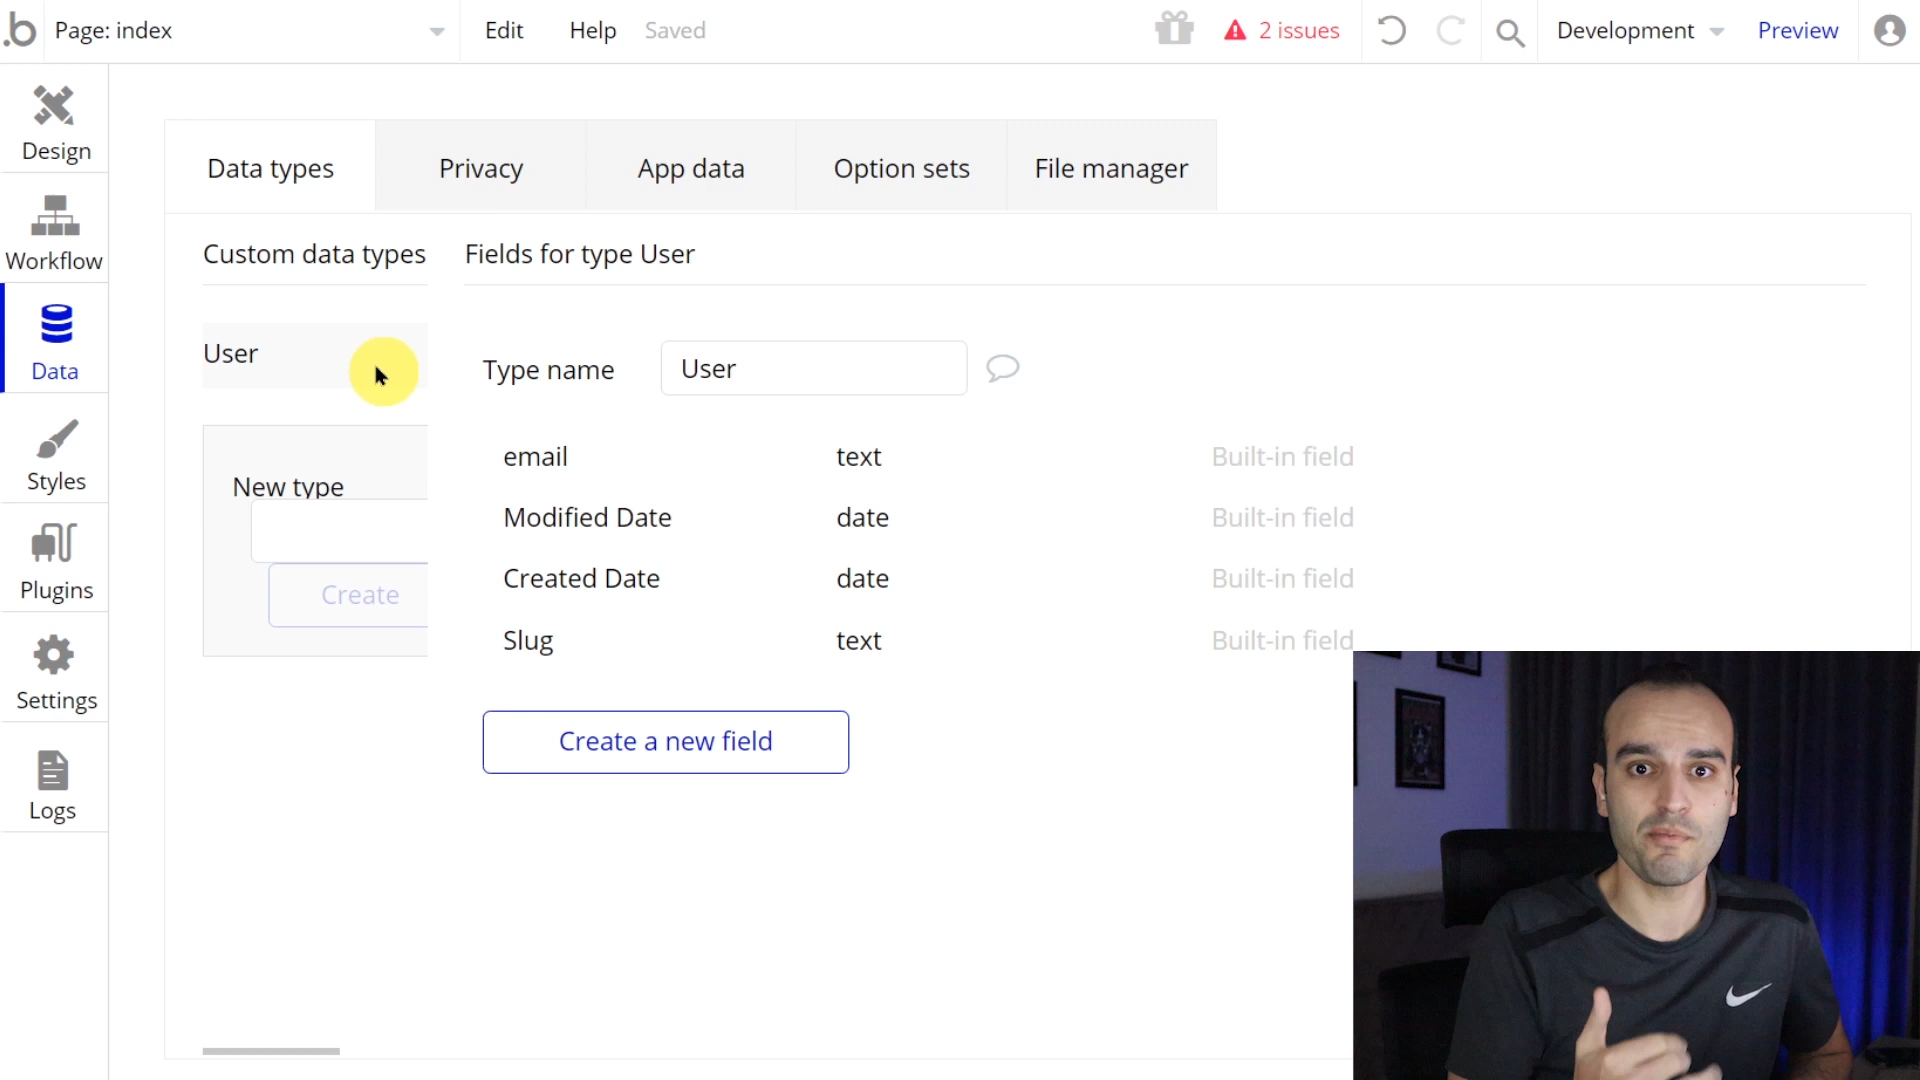 .b Page: index Edit Help Saved 2 issues Development Preview
Design
Workflow
Data
Styles
Plugins
Settings
Logs
Data types Privacy App data Option sets File manager
Custom data types
User
New type
Create
Fields for type User
Type name User
email text Built-in field
Modified Date date Built-in field
Created Date date Built-in field
Slug text Built-in field
Create a new field